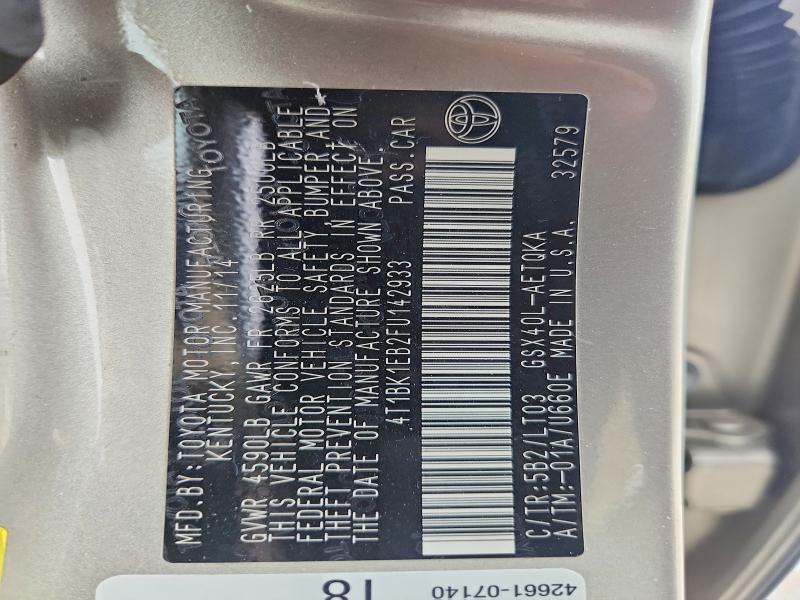 MFD. BY: TOYOTA MOTOR MANUFACTURING TOYOTA
KENTUCKY, INC. 11/14
GVWR 4590LB GAWR FR 2625LB RR 2500LB
THIS VEHICLE CONFORMS TO ALL APPLICABLE
FEDERAL MOTOR VEHICLE SAFETY, BUMPER, AND
THEFT PREVENTION STANDARDS IN EFFECT ON
THE DATE OF MANUFACTURE SHOWN ABOVE.
4T1BK1EB2FU142933 PASS.CAR
C/TR:5B2/LT03 GSX40L-AETQKA
A/TM:-01A/U660E MADE IN U.S.A. 32579
42661-07140